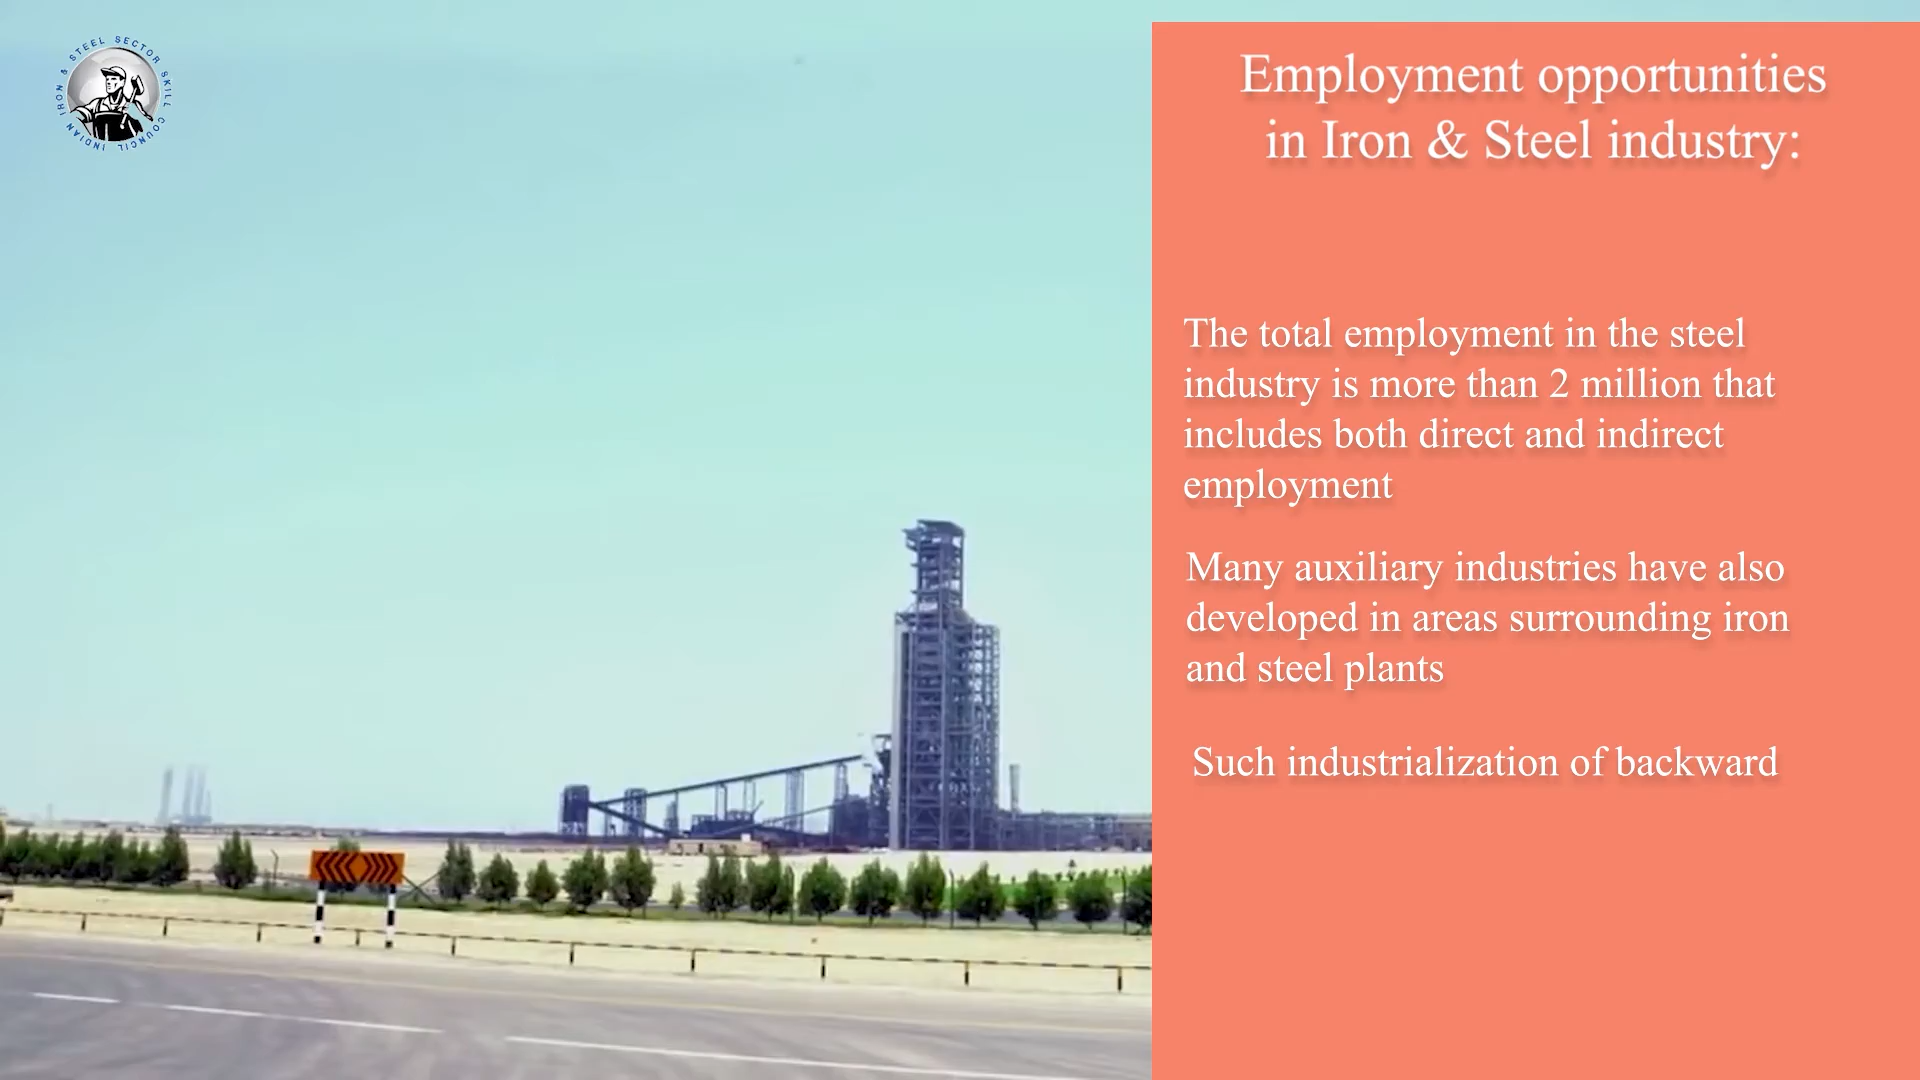 INDIAN IRON & STEEL SECTOR SKILL COUNCIL
Employment opportunities
in Iron & Steel industry:
The total employment in the steel
industry is more than 2 million that
includes both direct and indirect
employment
Many auxiliary industries have also
developed in areas surrounding iron
and steel plants
Such industrialization of backward